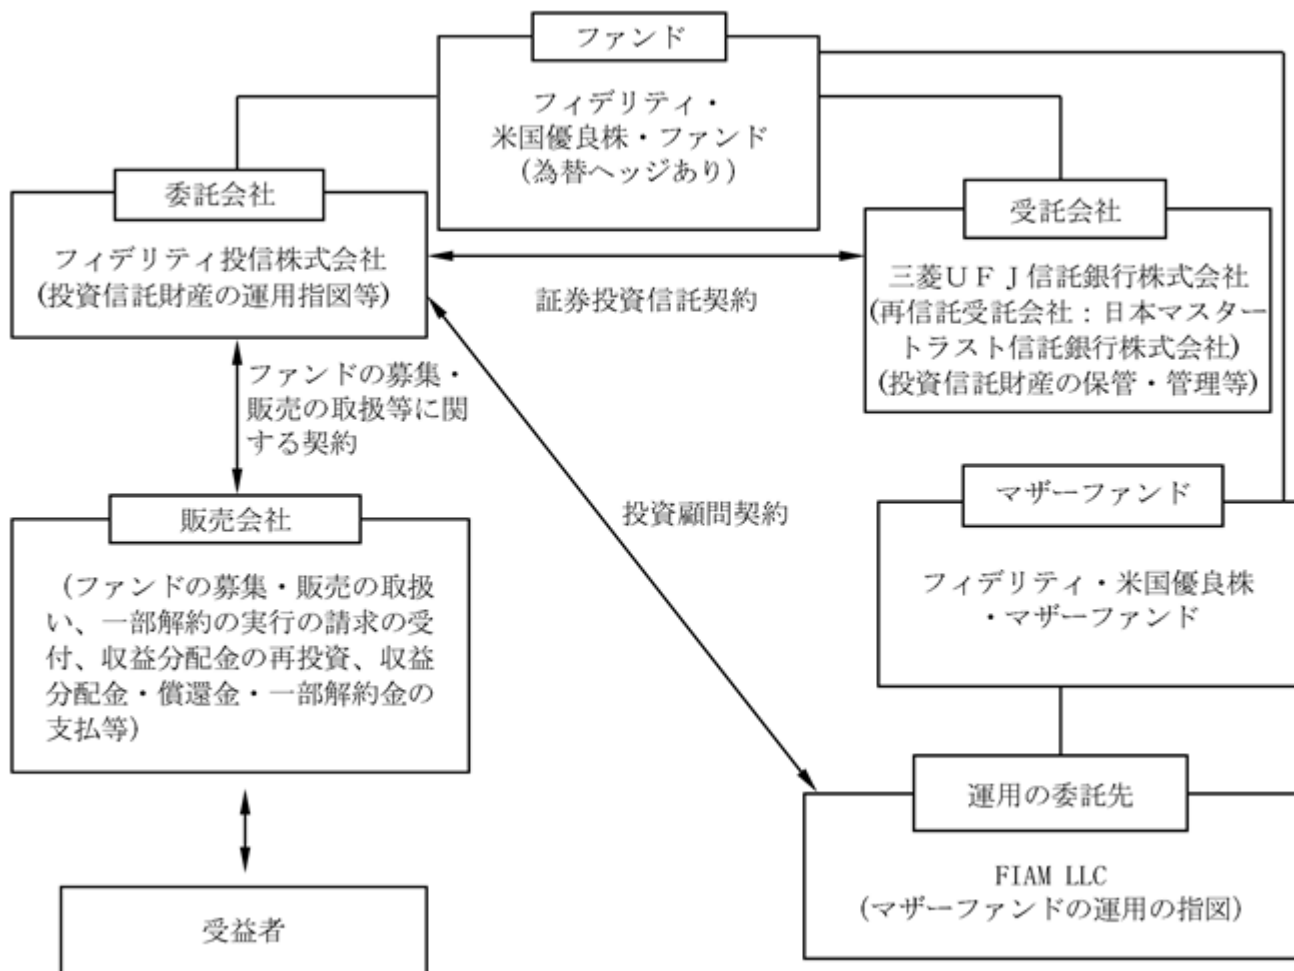 ファンド
フィデリティ・
米国優良株・ファンド
(為替ヘッジあり)
委託会社
フィデリティ投信株式会社
(投資信託財産の運用指図等)
受託会社
三菱ＵＦＪ信託銀行株式会社
(再信託受託会社：日本マスター
トラスト信託銀行株式会社)
(投資信託財産の保管・管理等)
証券投資信託契約
ファンドの募集・
販売の取扱等に関
する契約
投資顧問契約
販売会社
(ファンドの募集・販売の取扱
い、一部解約の実行の請求の受
付、収益分配金の再投資、収益
分配金・償還金・一部解約金の
支払等)
マザーファンド
フィデリティ・米国優良株
・マザーファンド
運用の委託先
FIAM LLC
(マザーファンドの運用の指図)
受益者